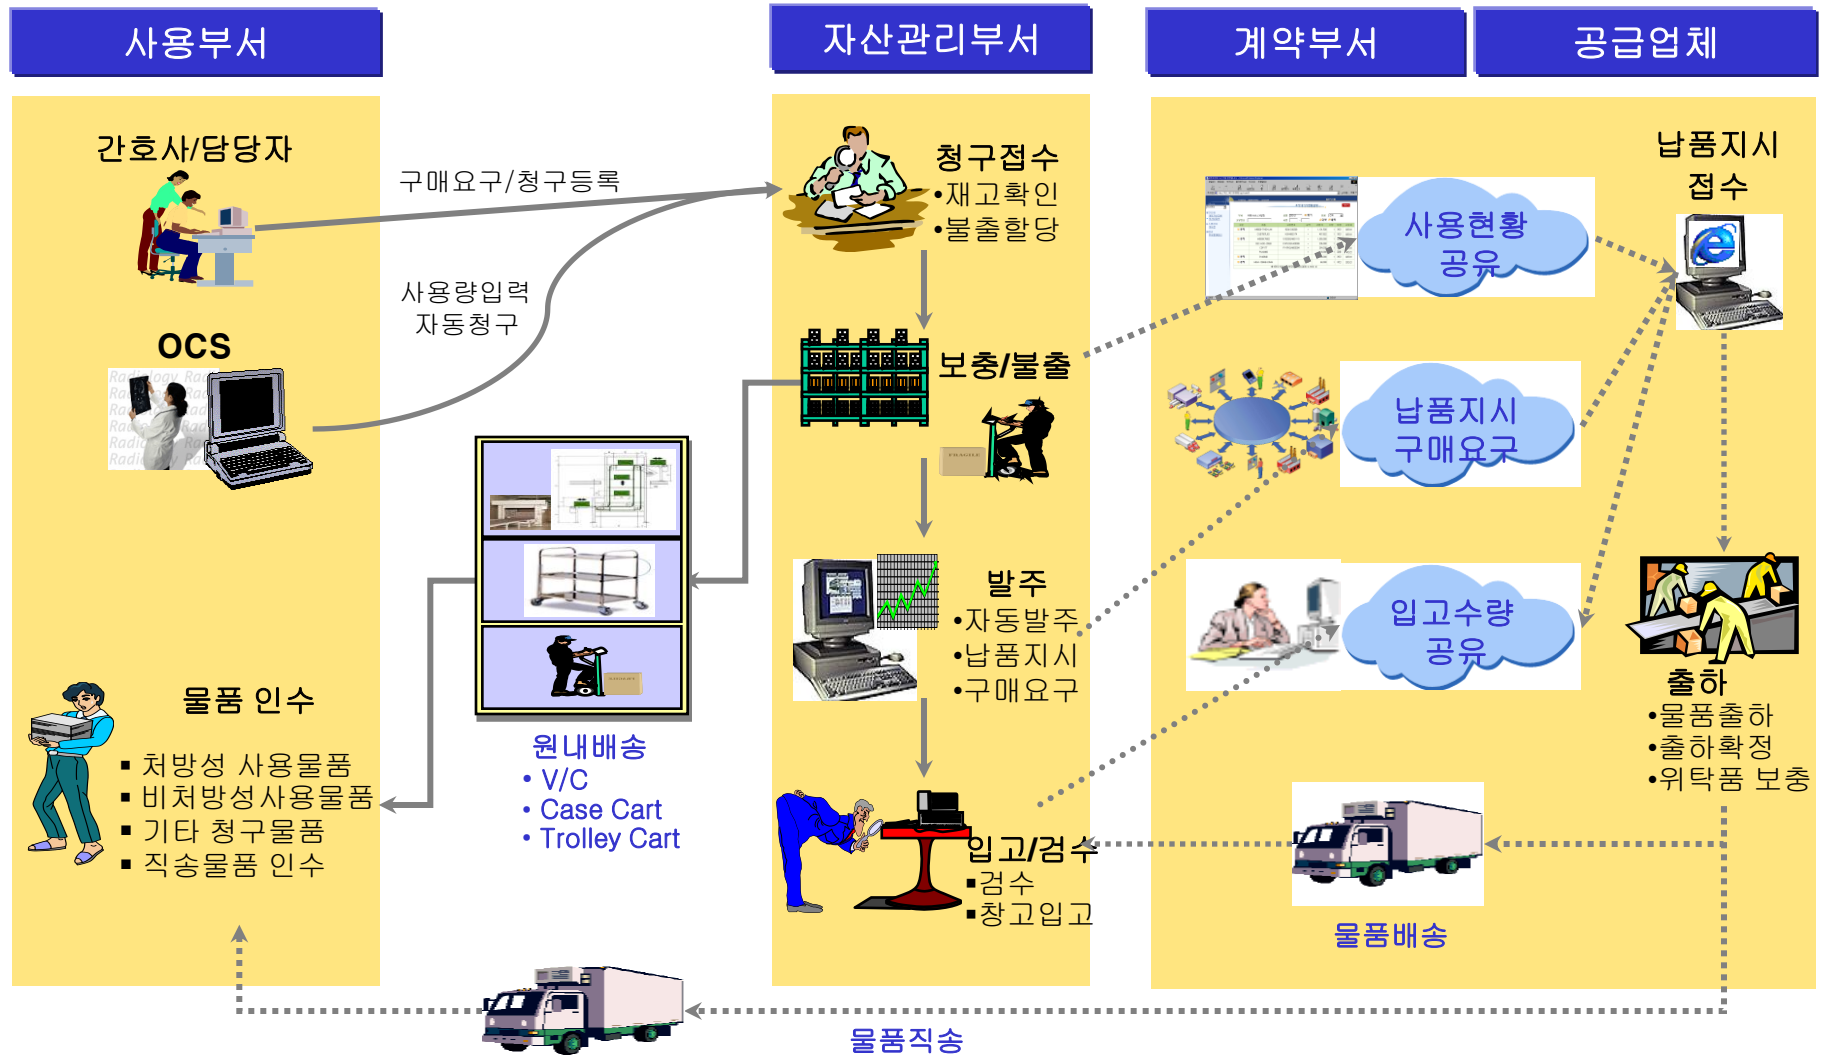 사용부서
자산관리부서
계약부서
공급업체
간호사/담당자
구매요구/청구등록
사용량입력
자동청구
OCS
물품 인수
▪ 처방성 사용물품
▪ 비처방성사용물품
▪ 기타 청구물품
▪ 직송물품 인수
원내배송
• V/C
• Case Cart
• Trolley Cart
청구접수
•재고확인
•불출할당
보충/불출
FRAGILE
발주
•자동발주
•납품지시
•구매요구
입고/검수
▪검수
▪창고입고
사용현황
공유
납품지시
구매요구
입고수량
공유
납품지시
접수
출하
•물품출하
•출하확정
•위탁품 보충
물품배송
물품직송